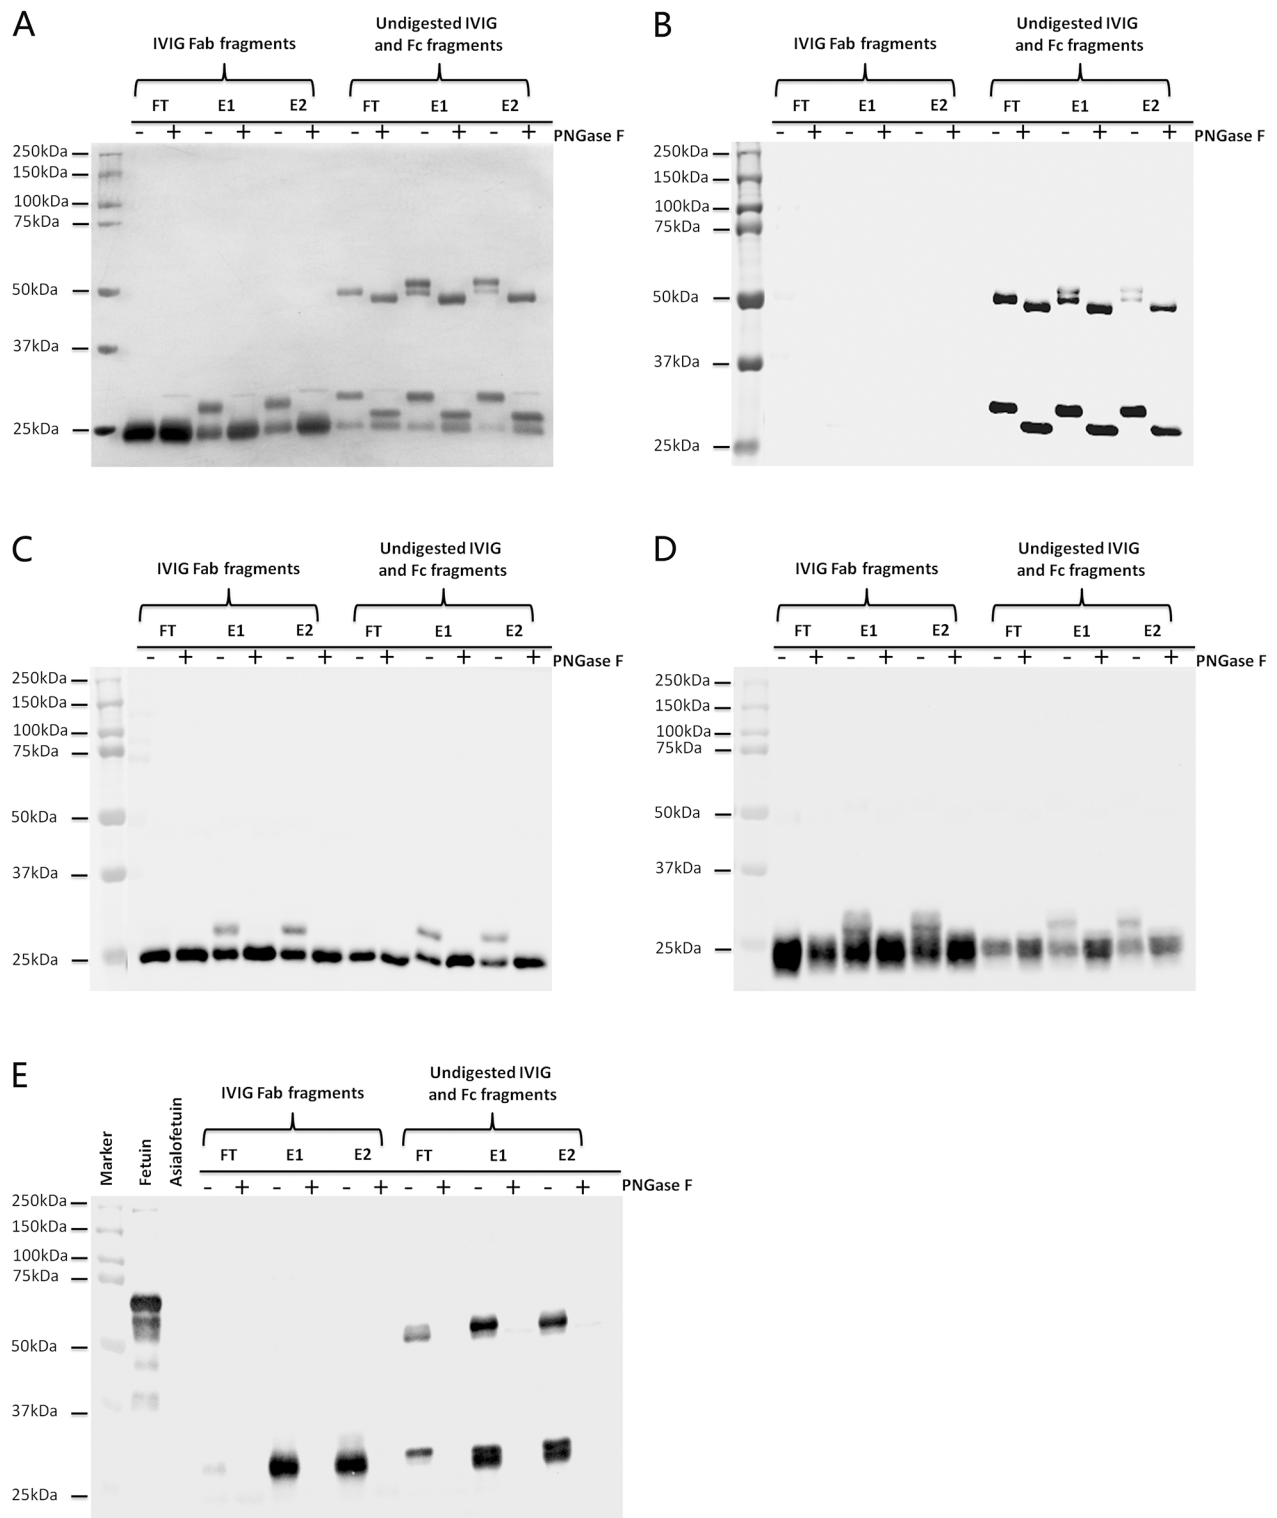 A
Undigested IVIG
and Fc fragments
IVIG Fab fragments
FT E1 E2 FT E1 E2
- + - + - + - + - + - + PNGase F
250kDa
150kDa
100kDa
75kDa
50kDa
37kDa
25kDa
B
Undigested IVIG
and Fc fragments
IVIG Fab fragments
FT E1 E2 FT E1 E2
- + - + - + - + - + - + PNGase F
250kDa
150kDa
100kDa
75kDa
50kDa
37kDa
25kDa
C
Undigested IVIG
and Fc fragments
IVIG Fab fragments
FT E1 E2 FT E1 E2
- + - + - + - + - + - + PNGase F
250kDa
150kDa
100kDa
75kDa
50kDa
37kDa
25kDa
D
Undigested IVIG
and Fc fragments
IVIG Fab fragments
FT E1 E2 FT E1 E2
- + - + - + - + - + - + PNGase F
250kDa
150kDa
100kDa
75kDa
50kDa
37kDa
25kDa
E
Undigested IVIG
and Fc fragments
IVIG Fab fragments
Marker
Fetuin
Asialofetuin
FT E1 E2 FT E1 E2
- + - + - + - + - + - + PNGase F
250kDa
150kDa
100kDa
75kDa
50kDa
37kDa
25kDa